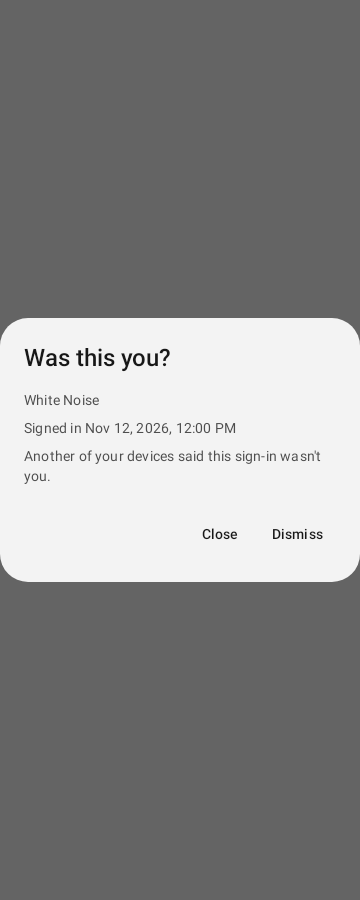 Was this you?
White Noise
Signed in Nov 12, 2026, 12:00 PM
Another of your devices said this sign-in wasn't
you.
Close
Dismiss